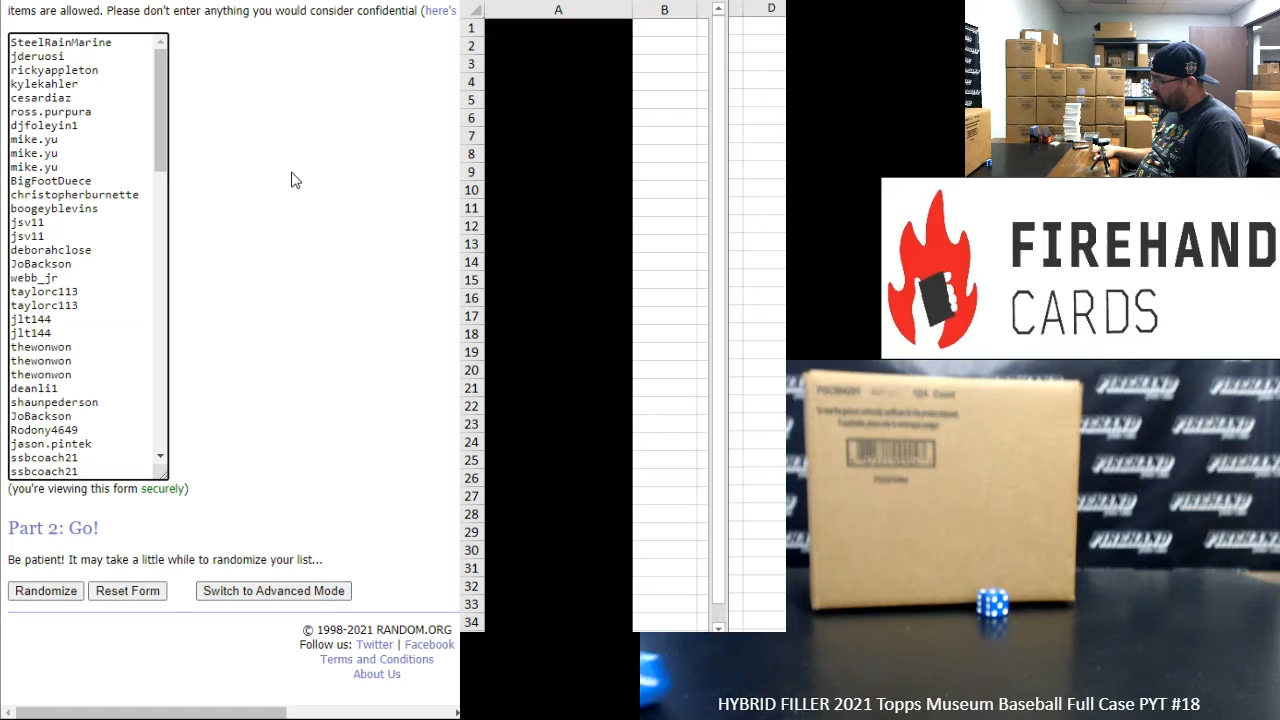 items are allowed. Please don't enter anything you would consider confidential (here's
SteelRainMarine
jderuosi
rickyappleton
kylekahler
cesardiaz
ross.purpura
djfoleyin1
mike.yu
mike.yu
mike.yu
BigFootDuece
christopherburnette
boogeyblevins
jsv11
jsv11
deborahclose
JoBackson
webb_jr
taylorc113
taylorc113
jlt144
jlt144
thewonwon
thewonwon
thewonwon
deanli1
shaunpederson
JoBackson
Rodony4649
jason.pintek
ssbcoach21
ssbcoach21
(you're viewing this form securely)
Part 2: Go!
Be patient! It may take a little while to randomize your list...
Randomize Reset Form Switch to Advanced Mode
© 1998-2021 RANDOM.ORG
Follow us: Twitter | Facebook
Terms and Conditions
About Us
A B D
1
2
3
4
5
6
7
8
9
10
11
12
13
14
15
16
17
18
19
20
21
22
23
24
25
26
27
28
29
30
31
32
33
34
FIREHAND
CARDS
FIREHAND
FIREHAND
FIREHAND
FIREHAND
HYBRID FILLER 2021 Topps Museum Baseball Full Case PYT #18